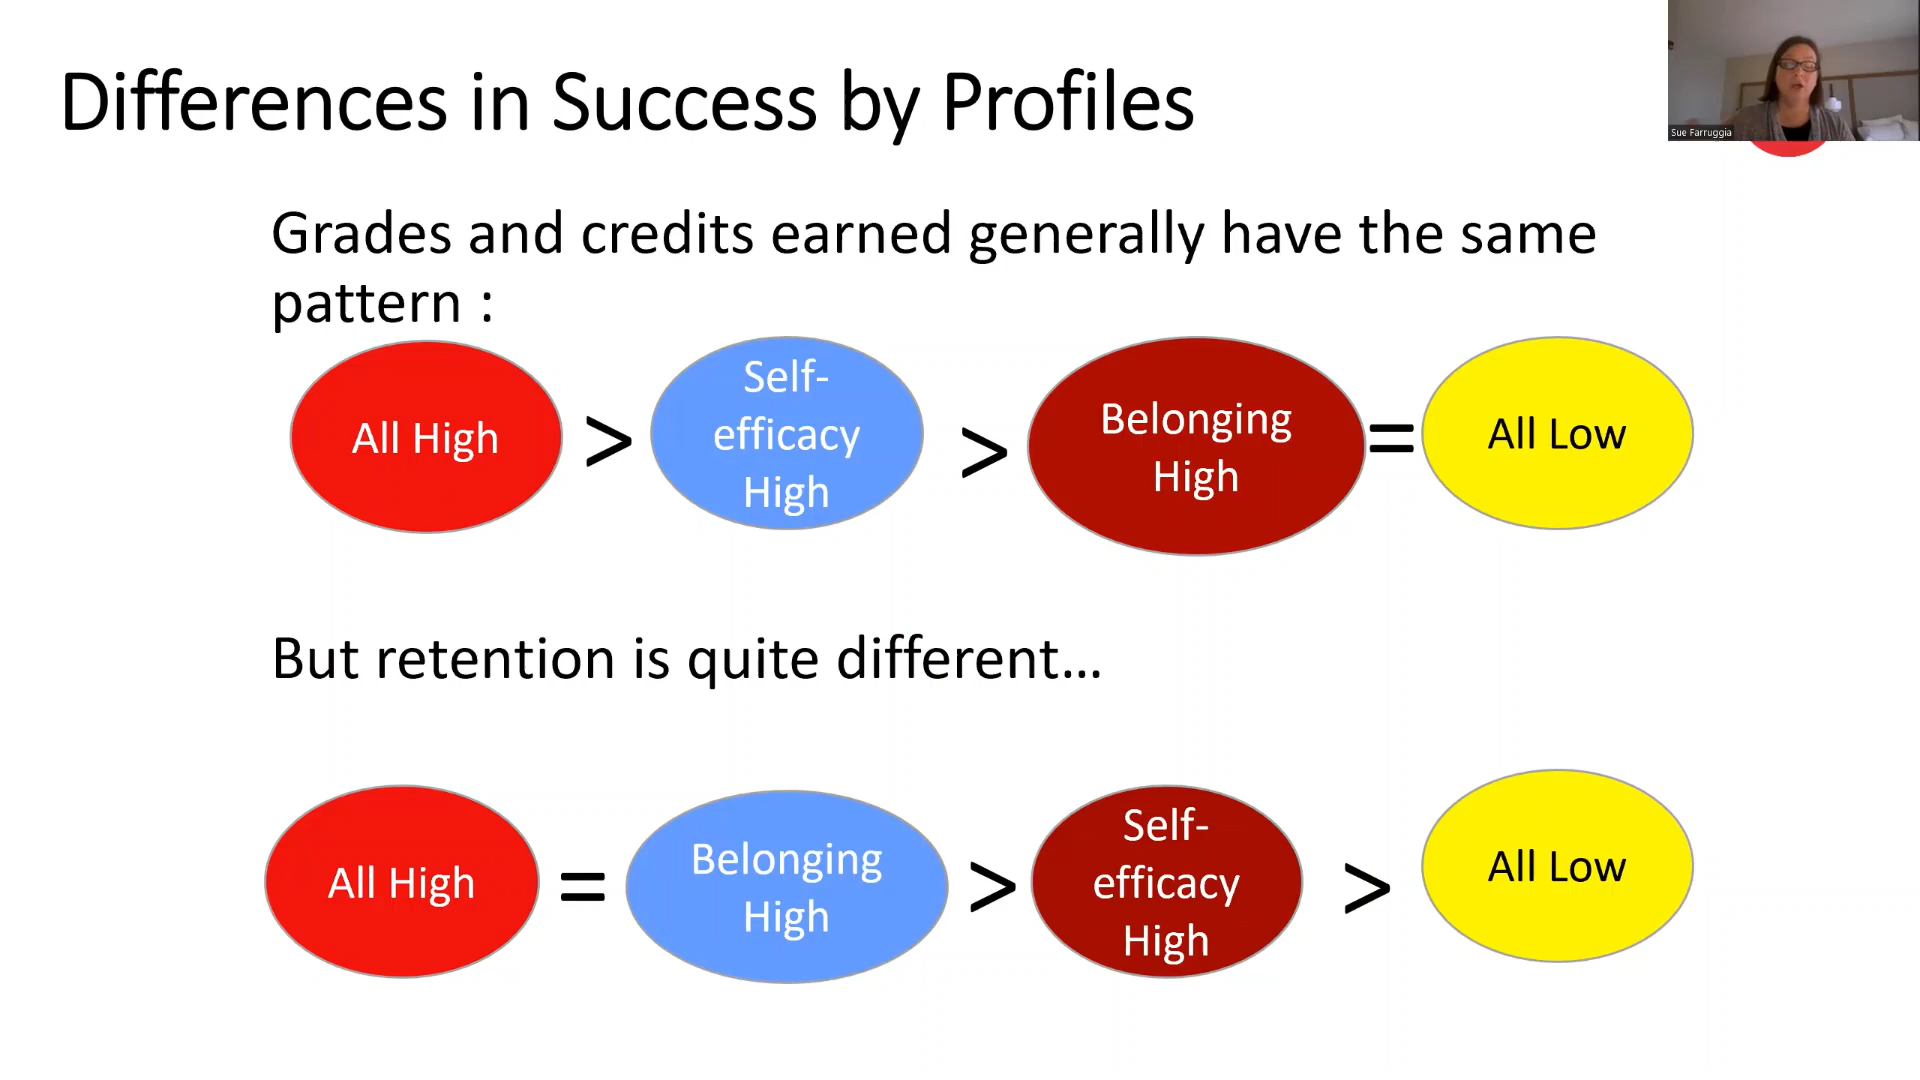 Differences in Success by Profiles
Sue Farruggia
Grades and credits earned generally have the same
pattern :
All High
>
Self-
efficacy
High
>
Belonging
High
=
All Low
But retention is quite different…
All High
=
Belonging
High
>
Self-
efficacy
High
>
All Low